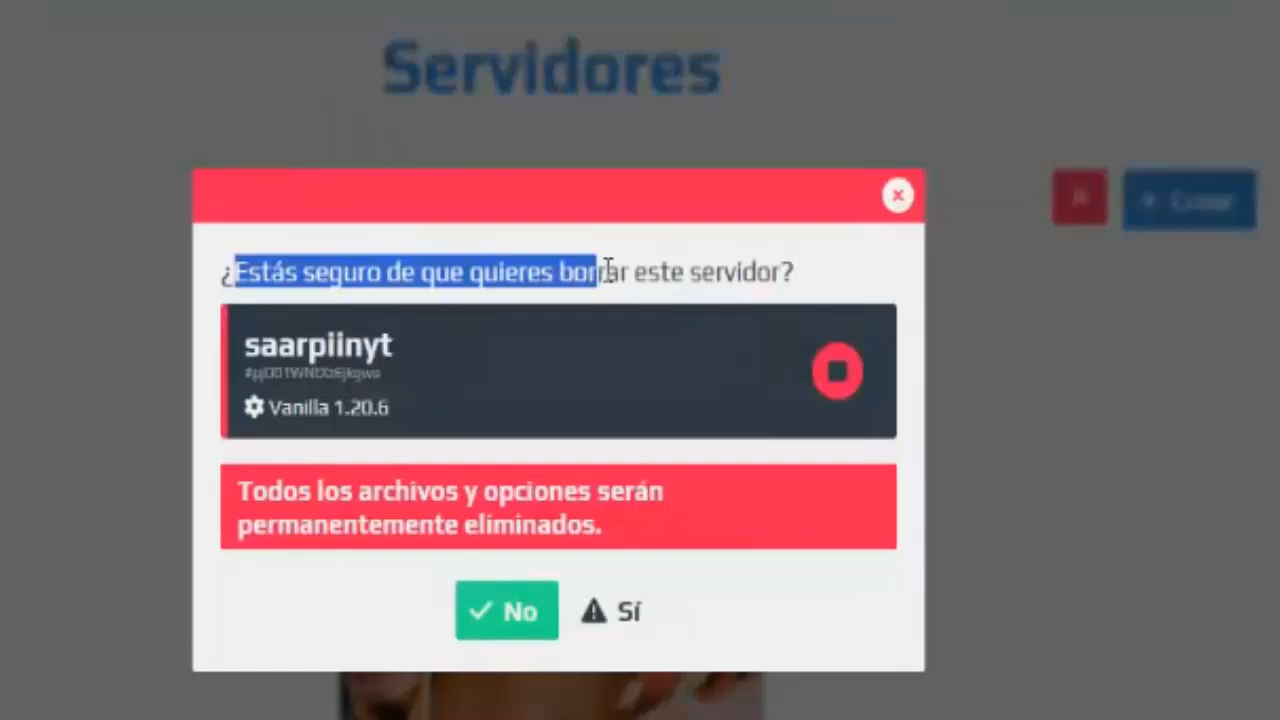 Servidores
Crear
¿Estás seguro de que quieres borrar este servidor?
saarpiinyt
Vanilla 1.20.6
Todos los archivos y opciones serán
permanentemente eliminados.
No
Sí